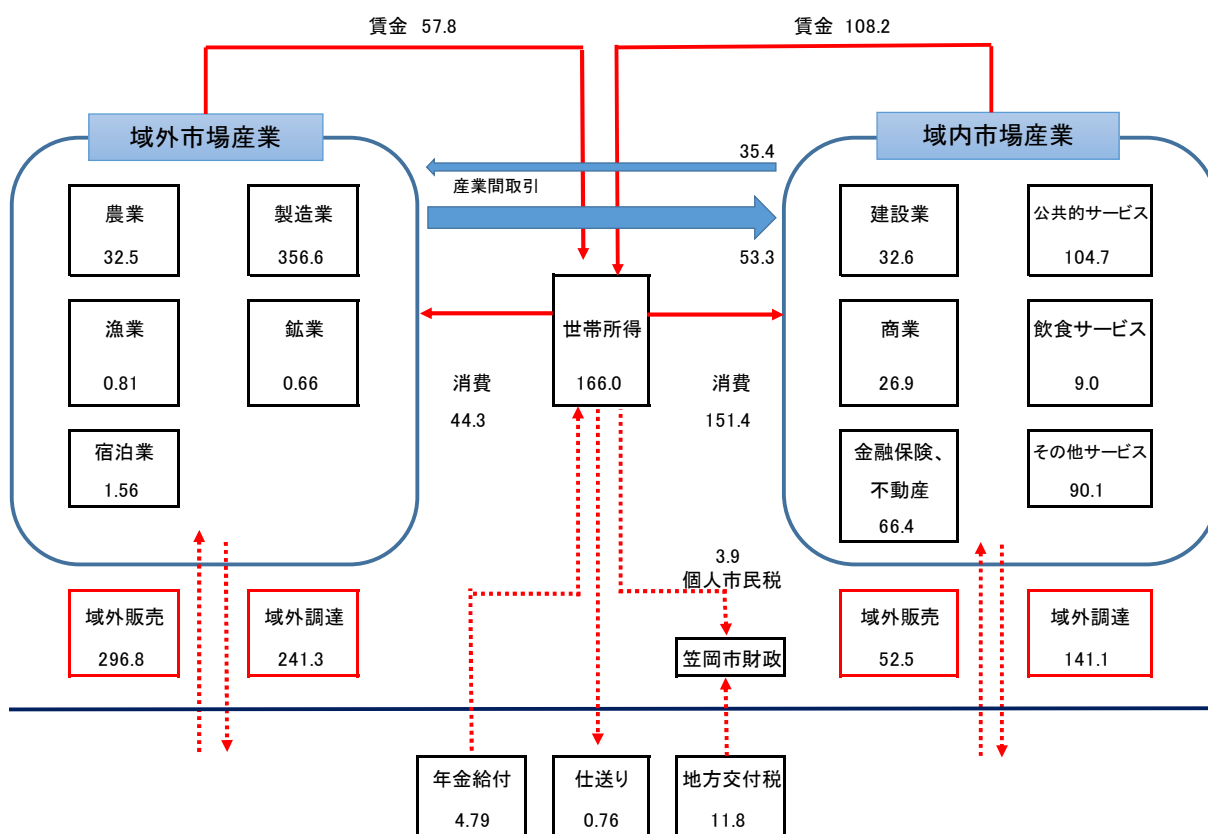 賃金 57.8
賃金 108.2
域外市場産業
域内市場産業
35.4
産業間取引
53.3
農業
32.5
製造業
356.6
漁業
0.81
鉱業
0.66
宿泊業
1.56
世帯所得
166.0
消費
44.3
消費
151.4
建設業
32.6
公共的サービス
104.7
商業
26.9
飲食サービス
9.0
金融保険、
不動産
66.4
その他サービス
90.1
3.9
個人市民税
域外販売
296.8
域外調達
241.3
笠岡市財政
域外販売
52.5
域外調達
141.1
年金給付
4.79
仕送り
0.76
地方交付税
11.8